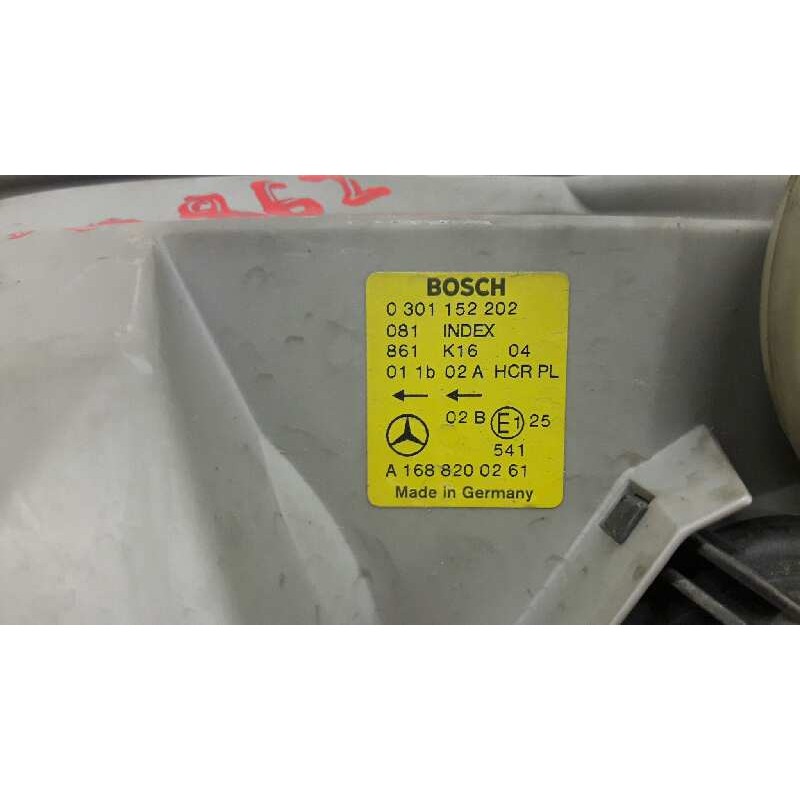 962
BOSCH
0 301 152 202
081 INDEX
861 K16 04
01 1b 02 A HCR PL
02 B E1 25
541
A 168 820 02 61
Made in Germany